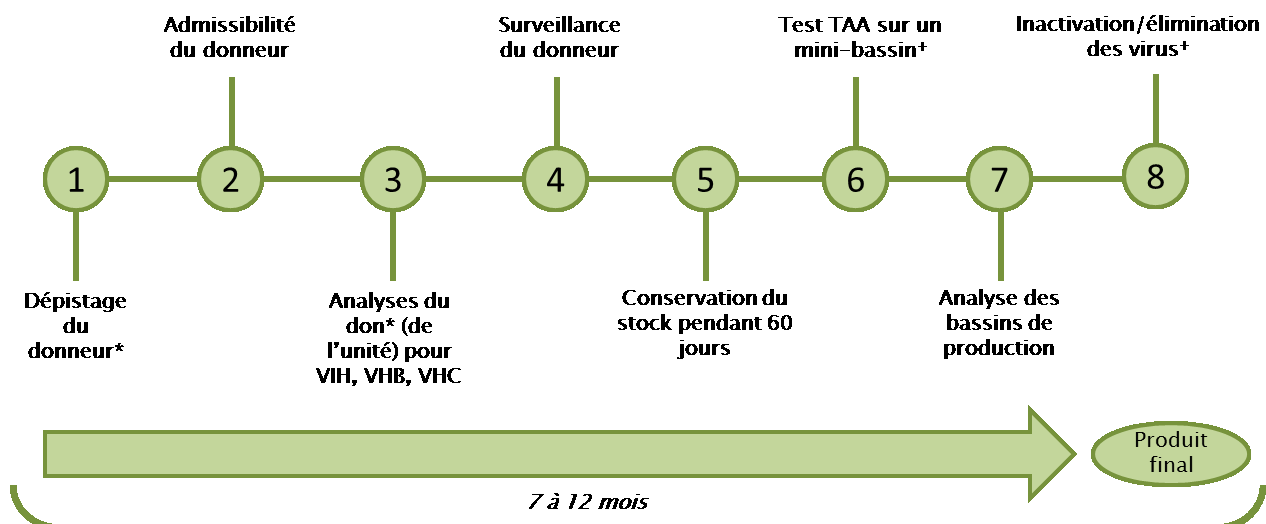 Admissibilité
du donneur
Surveillance
du donneur
Test TAA sur un
mini-bassin⁺
Inactivation/élimination
des virus⁺
1
2
3
4
5
6
7
8
Dépistage
du
donneur*
Analyses du
don* (de
l'unité) pour
VIH, VHB, VHC
Conservation du
stock pendant 60
jours
Analyse des
bassins de
production
Produit
final
7 à 12 mois